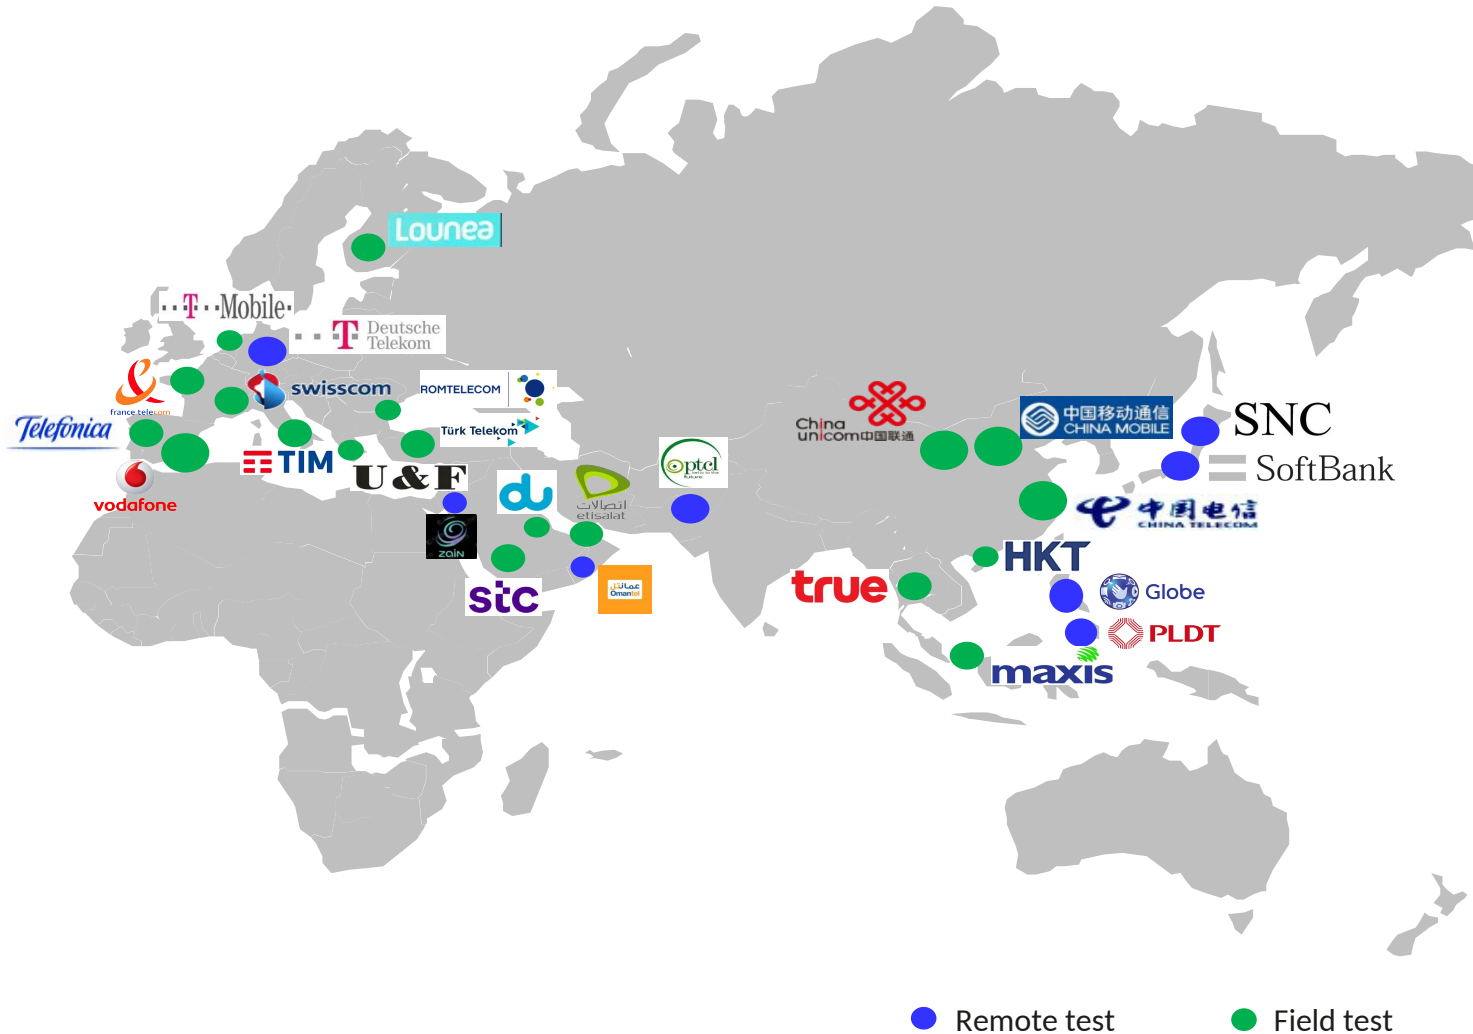 Lounea
··T··Mobile·
··T··Deutsche
Telekom
france telecom
swisscom
ROMTELECOM
Telefónica
Türk Telekom
TIM
U & F
vodafone
du
اتصالات
etisalat
zain
stc
عمانتل
Omantel
ptcl
future
China
unicom中国联通
中国移动通信
CHINA MOBILE
SNC
SoftBank
中国电信
CHINA TELECOM
HKT
true
Globe
PLDT
maxis
Remote test
Field test